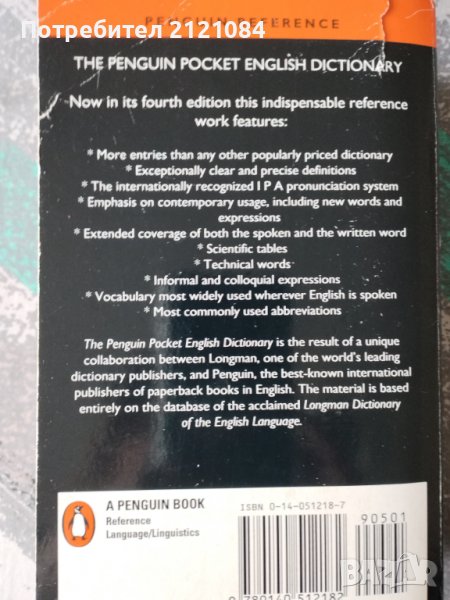 Потребител 2121084
PENGUIN REFERENCE
THE PENGUIN POCKET ENGLISH DICTIONARY
Now in its fourth edition this indispensable reference
work features:
* More entries than any other popularly priced dictionary
* Exceptionally clear and precise definitions
* The internationally recognized I P A pronunciation system
* Emphasis on contemporary usage, including new words and
expressions
* Extended coverage of both the spoken and the written word
* Scientific tables
* Technical words
* Informal and colloquial expressions
* Vocabulary most widely used wherever English is spoken
* Most commonly used abbreviations
The Penguin Pocket English Dictionary is the result of a unique
collaboration between Longman, one of the world's leading
dictionary publishers, and Penguin, the best-known international
publishers of paperback books in English. The material is based
entirely on the database of the acclaimed Longman Dictionary
of the English Language.
A PENGUIN BOOK
Reference
Language/Linguistics
ISBN 0-14-051218-7
90501
9 780140 512182
bazar